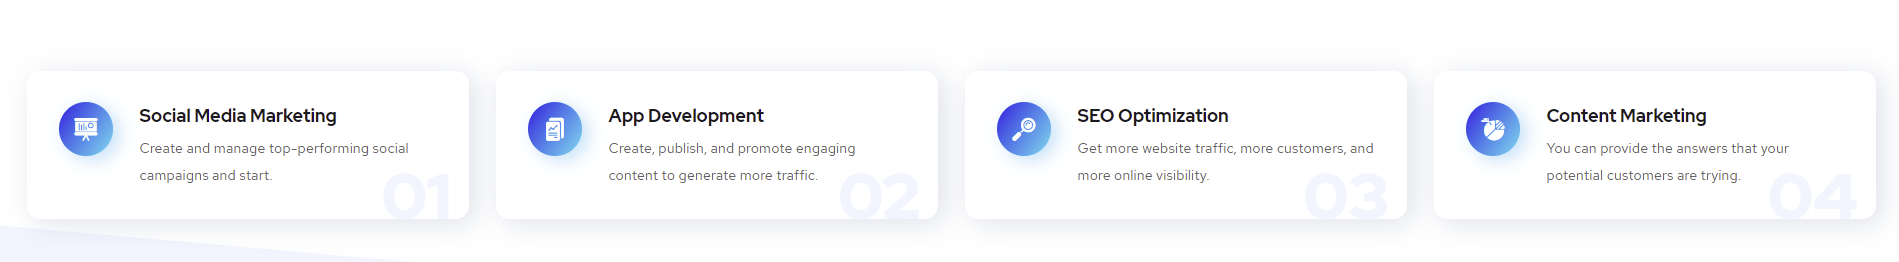 Social Media Marketing
Create and manage top-performing social
campaigns and start.
01
App Development
Create, publish, and promote engaging
content to generate more traffic.
02
SEO Optimization
Get more website traffic, more customers, and
more online visibility.
03
Content Marketing
You can provide the answers that your
potential customers are trying.
04